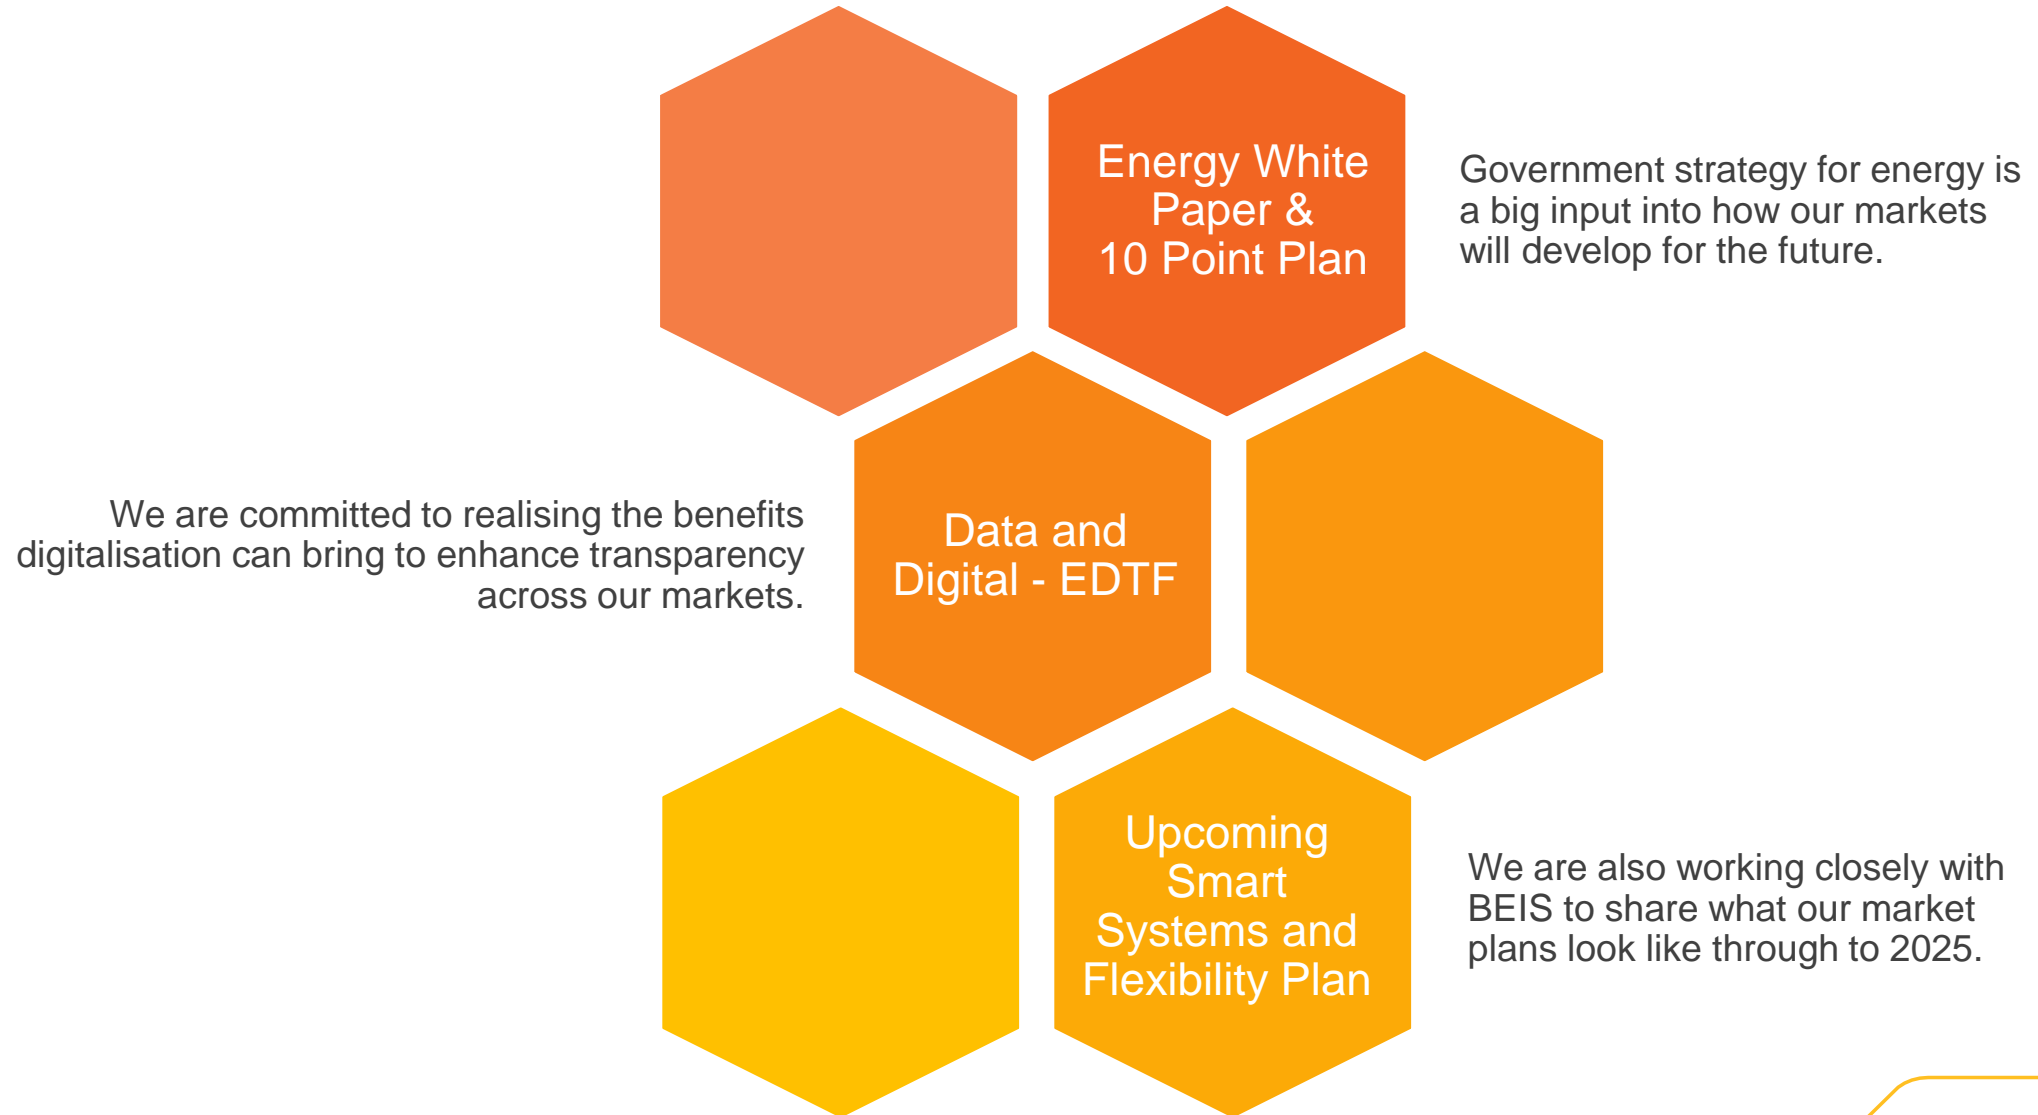 Energy White
Paper &
10 Point Plan
Government strategy for energy is
a big input into how our markets
will develop for the future.
We are committed to realising the benefits
digitalisation can bring to enhance transparency
across our markets.
Data and
Digital - EDTF
Upcoming
Smart
Systems and
Flexibility Plan
We are also working closely with
BEIS to share what our market
plans look like through to 2025.